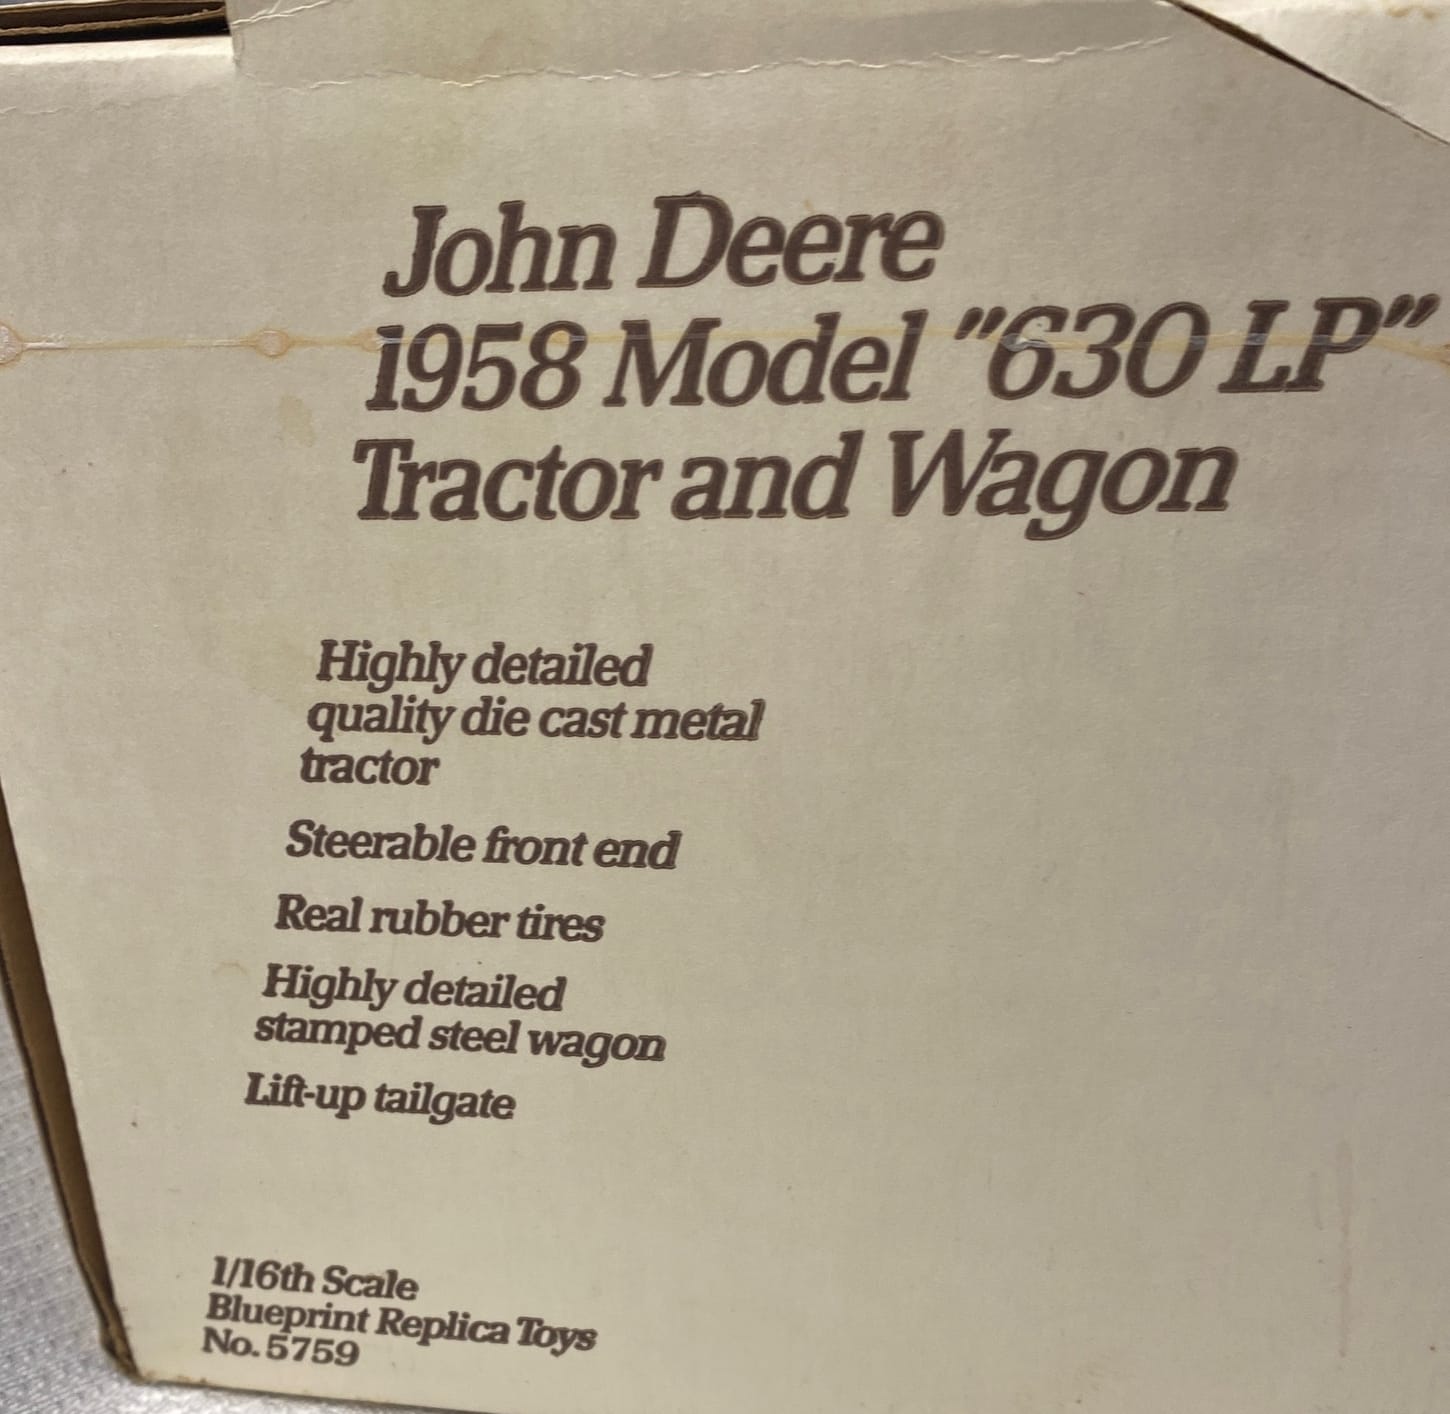 John Deere
1958 Model "630 LP"
Tractor and Wagon
Highly detailed
quality die cast metal
tractor
Steerable front end
Real rubber tires
Highly detailed
stamped steel wagon
Lift-up tailgate
1/16th Scale
Blueprint Replica Toys
No. 5759